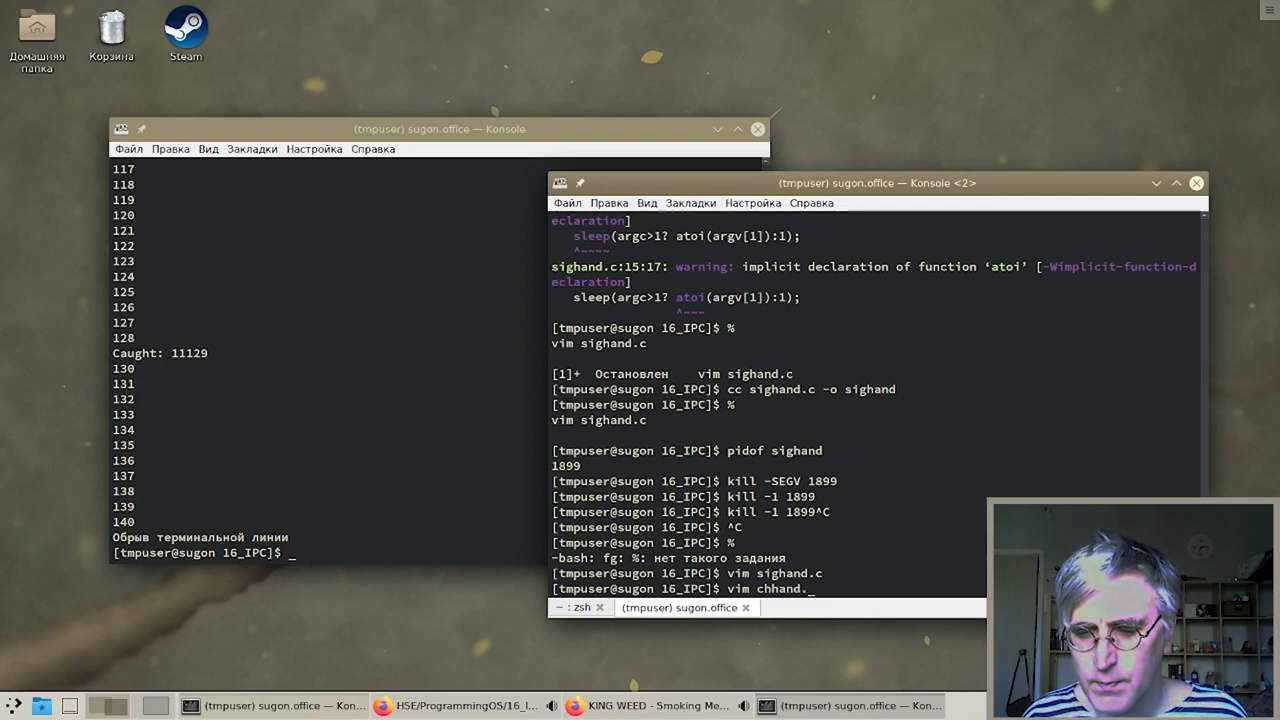 Домашняя
папка
Корзина
Steam
(tmpuser) sugon.office — Konsole
Файл Правка Вид Закладки Настройка Справка
117
118
119
120
121
122
123
124
125
126
127
128
Caught: 11129
130
131
132
133
134
135
136
137
138
139
140
Обрыв терминальной линии
[tmpuser@sugon 16_IPC]$ _
(tmpuser) sugon.office — Konsole <2>
Файл Правка Вид Закладки Настройка Справка
eclaration]
sleep(argc>1? atoi(argv[1]):1);
^~~~~
sighand.c:15:17: warning: implicit declaration of function ‘atoi’ [-Wimplicit-function-d
eclaration]
sleep(argc>1? atoi(argv[1]):1);
^~~~
[tmpuser@sugon 16_IPC]$ %
vim sighand.c
[1]+ Остановлен vim sighand.c
[tmpuser@sugon 16_IPC]$ cc sighand.c -o sighand
[tmpuser@sugon 16_IPC]$ %
vim sighand.c
[tmpuser@sugon 16_IPC]$ pidof sighand
1899
[tmpuser@sugon 16_IPC]$ kill -SEGV 1899
[tmpuser@sugon 16_IPC]$ kill -1 1899
[tmpuser@sugon 16_IPC]$ kill -1 1899^C
[tmpuser@sugon 16_IPC]$ ^C
[tmpuser@sugon 16_IPC]$ %
-bash: fg: %: нет такого задания
[tmpuser@sugon 16_IPC]$ vim sighand.c
[tmpuser@sugon 16_IPC]$ vim chhand._
~ : zsh (tmpuser) sugon.office
(tmpuser) sugon.office — Kon... HSE/ProgrammingOS/16_I... KING WEED - Smoking Me... (tmpuser) sugon.office — Kon...